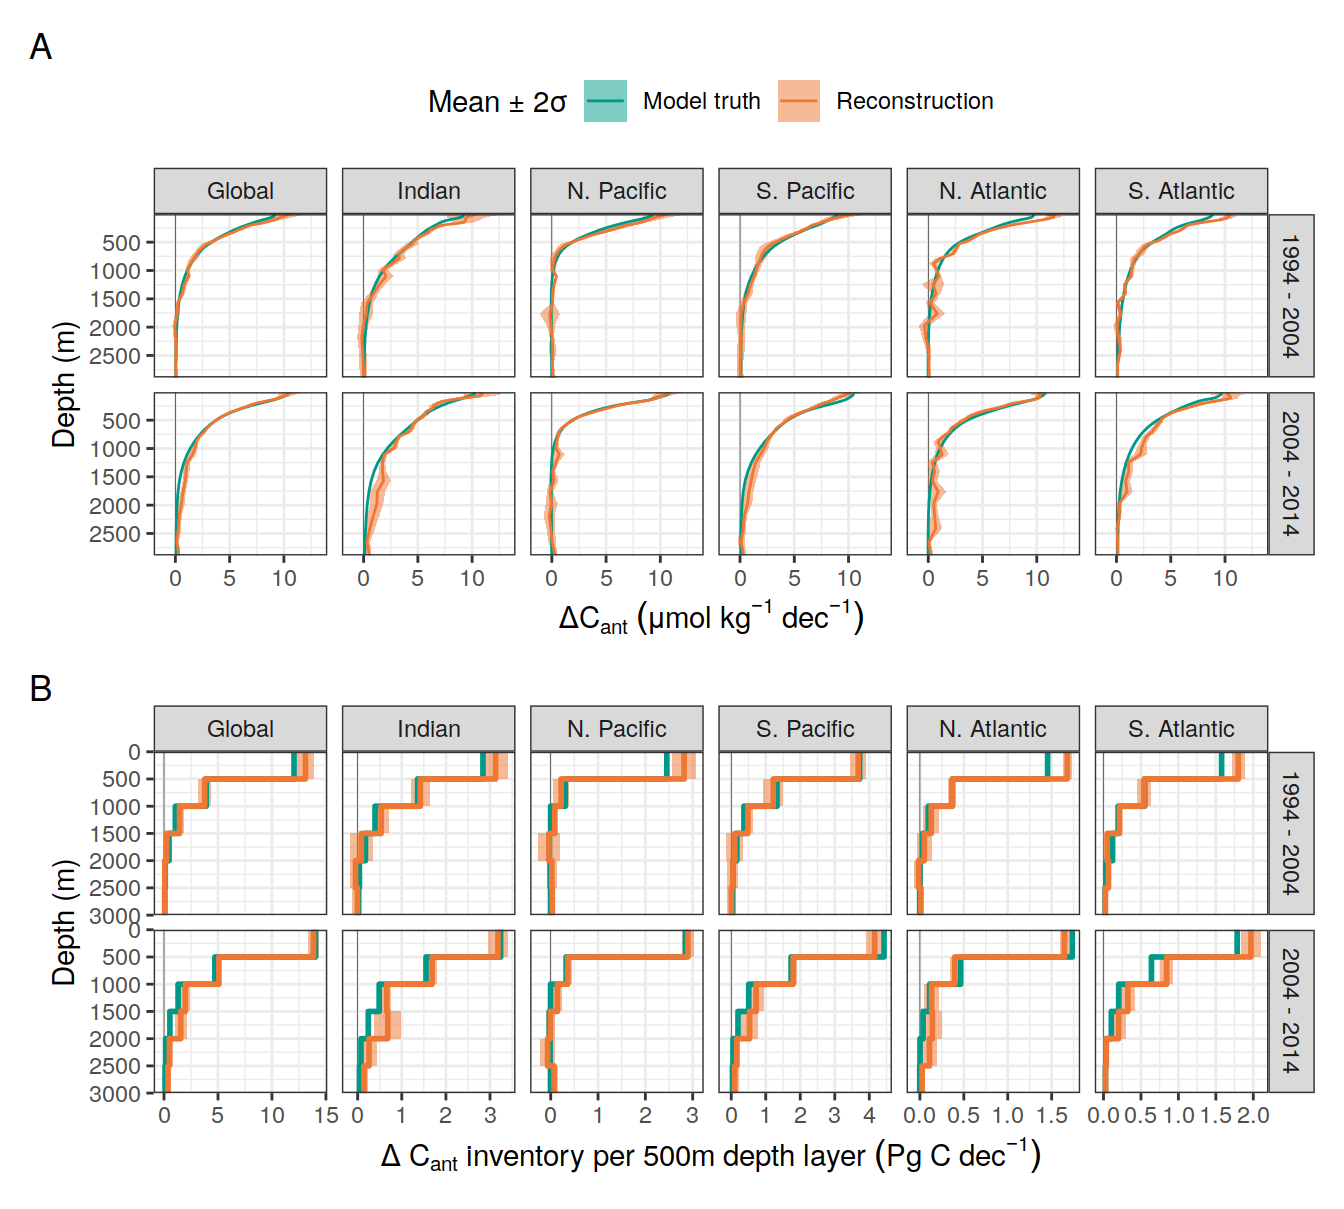 A
Mean ± 2σ Model truth Reconstruction
Global Indian N. Pacific S. Pacific N. Atlantic S. Atlantic
500
1000
1500
2000
2500
1994 - 2004
500
1000
1500
2000
2500
2004 - 2014
Depth (m)
0 5 10 0 5 10 0 5 10 0 5 10 0 5 10 0 5 10
ΔCant (μmol kg−1 dec−1)
B
Global Indian N. Pacific S. Pacific N. Atlantic S. Atlantic
0
500
1000
1500
2000
2500
3000
1994 - 2004
0
500
1000
1500
2000
2500
3000
2004 - 2014
Depth (m)
0 5 10 15 0 1 2 3 0 1 2 3 0 1 2 3 4 0.0 0.5 1.0 1.5 0.0 0.5 1.0 1.5 2.0
Δ Cant inventory per 500m depth layer (Pg C dec−1)